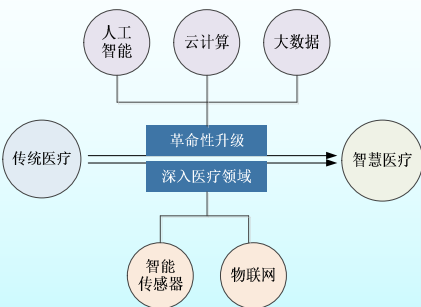 人工
智能
云计算
大数据
革命性升级
传统医疗
智慧医疗
深入医疗领域
智能
传感器
物联网